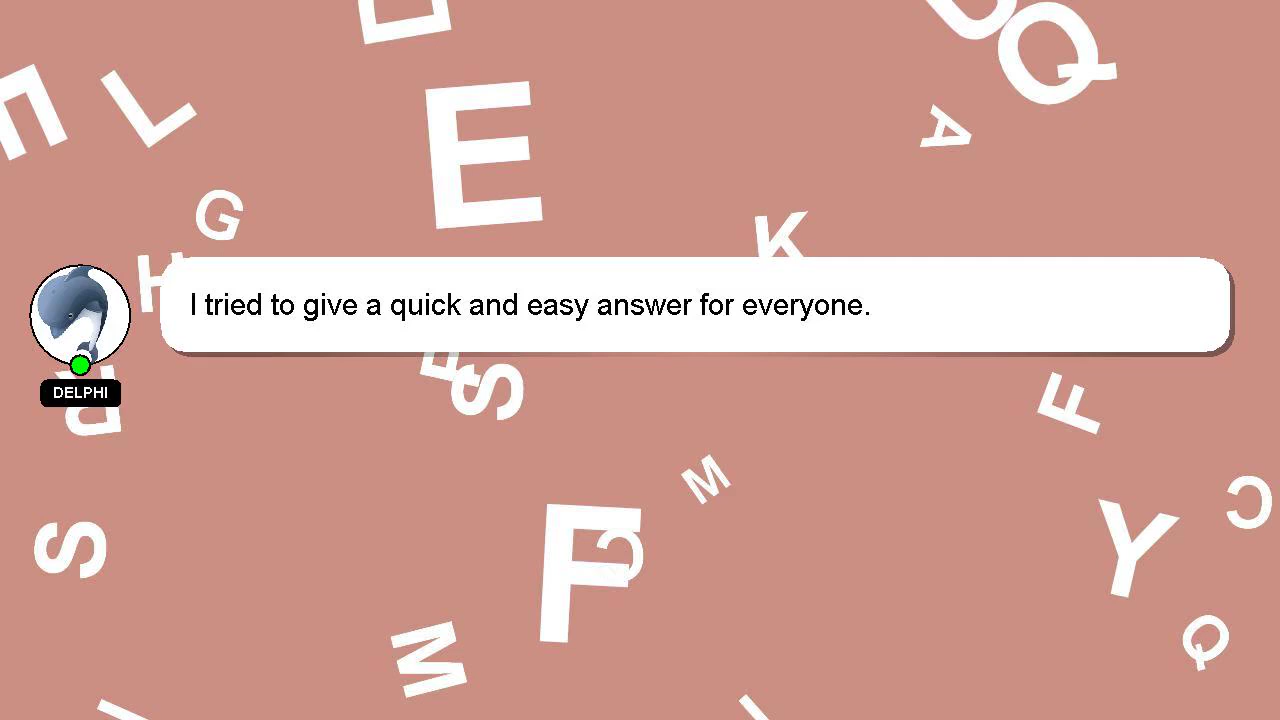 I tried to give a quick and easy answer for everyone.
DELPHI
E
L
E
Q
A
G
K
H
F
S
R
F
M
S
F
G
Y
C
Q
M